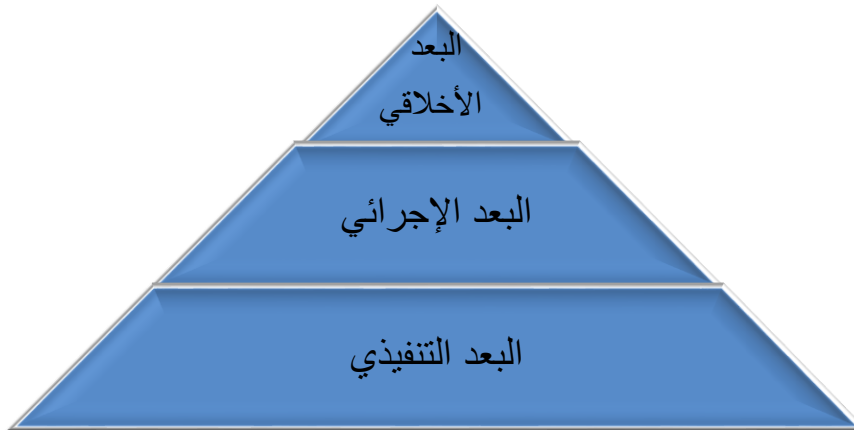 البعد
الأخلاقي
البعد الإجرائي
البعد التنفيذي